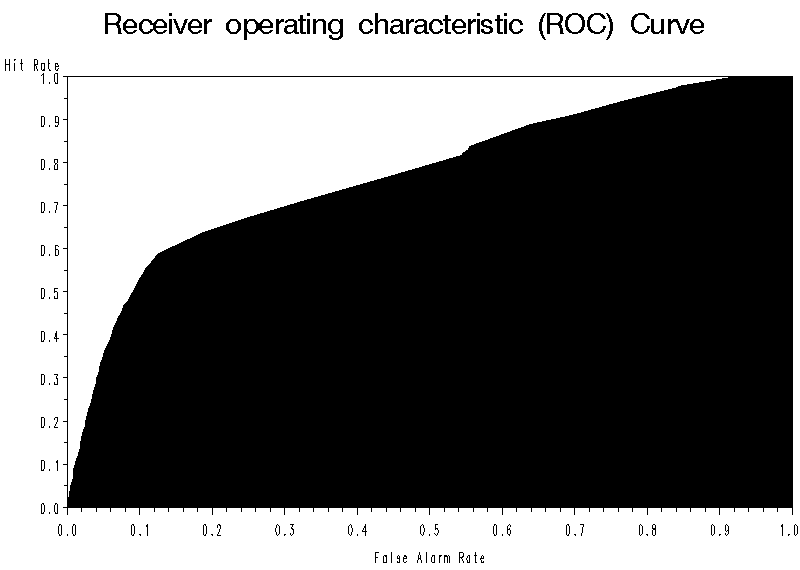 Receiver operating characteristic (ROC) Curve
Hit Rate
1.0
0.9
0.8
0.7
0.6
0.5
0.4
0.3
0.2
0.1
0.0
0.0 0.1 0.2 0.3 0.4 0.5 0.6 0.7 0.8 0.9 1.0
False Alarm Rate